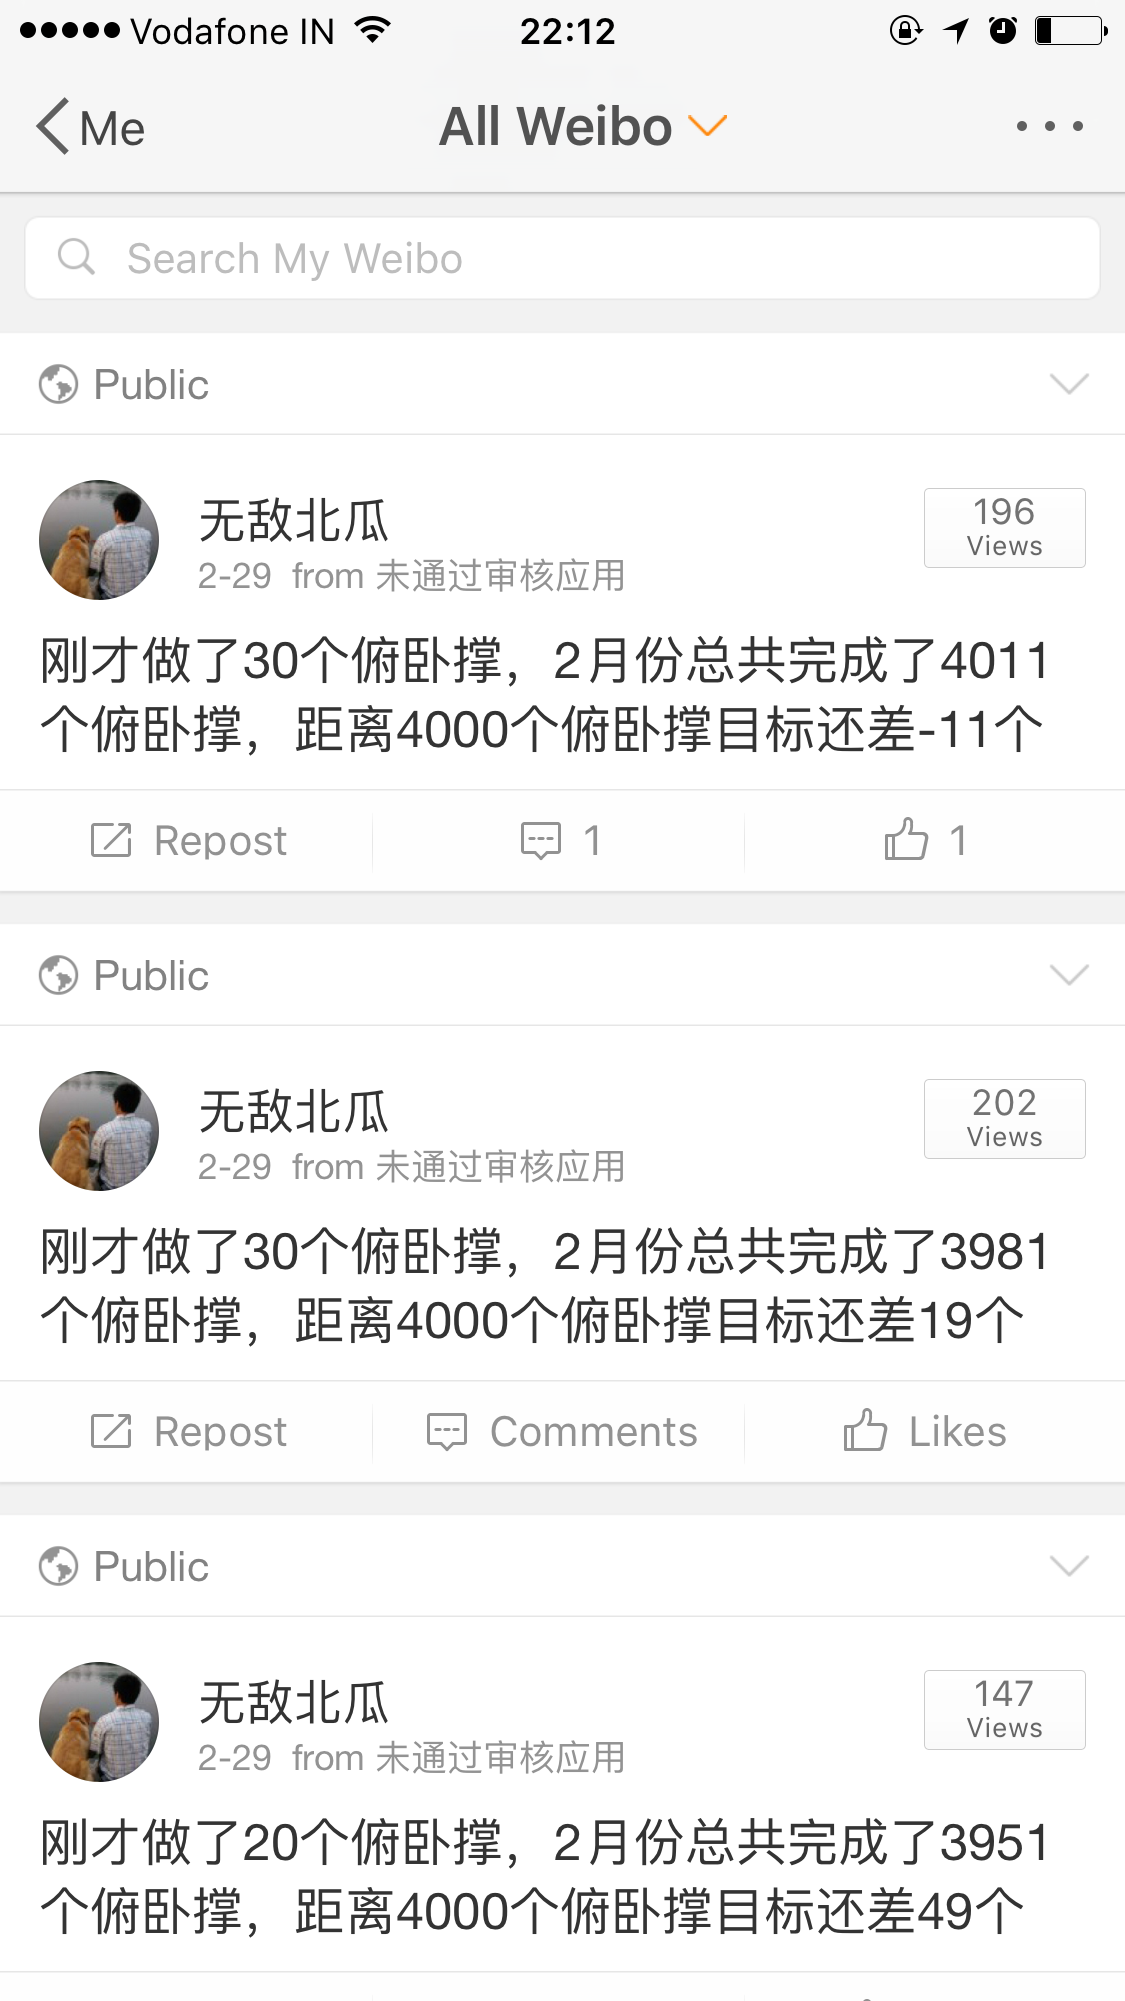 Vodafone IN 22:12
Me All Weibo
Search My Weibo
Public
无敌北瓜
196
2-29 from 未通过审核应用
Views
刚才做了30个俯卧撑，2月份总共完成了4011
个俯卧撑，距离4000个俯卧撑目标还差-11个
Repost 1 1
Public
无敌北瓜
202
2-29 from 未通过审核应用
Views
刚才做了30个俯卧撑，2月份总共完成了3981
个俯卧撑，距离4000个俯卧撑目标还差19个
Repost Comments Likes
Public
无敌北瓜
147
2-29 from 未通过审核应用
Views
刚才做了20个俯卧撑，2月份总共完成了3951
个俯卧撑，距离4000个俯卧撑目标还差49个